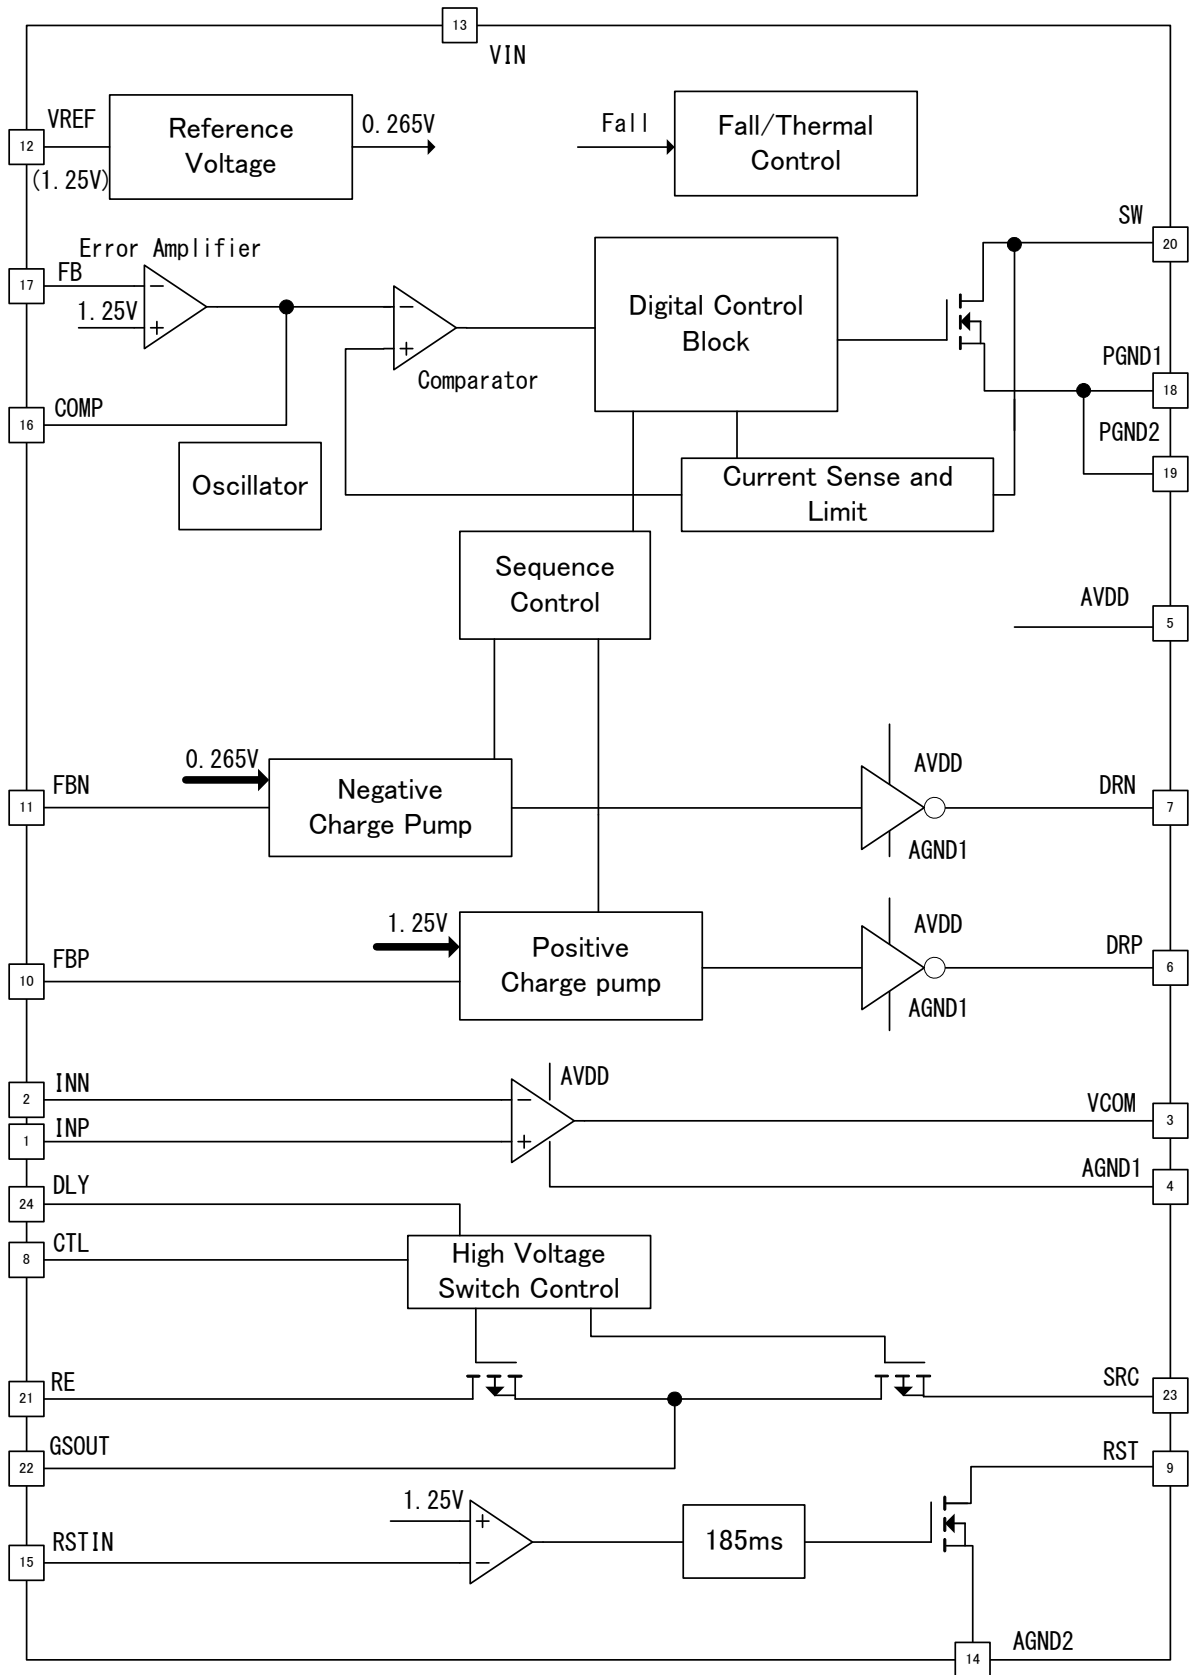 13
VIN
VREF
12
(1.25V)
Reference
Voltage
0.265V
Fall
Fall/Thermal
Control
SW
20
Error Amplifier
17
FB
−
1.25V
+
−
+
Comparator
Digital Control
Block
PGND1
18
PGND2
19
16
COMP
Oscillator
Current Sense and
Limit
Sequence
Control
AVDD
5
0.265V
FBN
11
Negative
Charge Pump
AVDD
AGND1
DRN
7
1.25V
FBP
10
Positive
Charge pump
AVDD
AGND1
DRP
6
INN
2
INP
1
AVDD
−
+
VCOM
3
AGND1
4
DLY
24
CTL
8
High Voltage
Switch Control
RE
21
SRC
23
GSOUT
22
RST
9
1.25V
+
−
RSTIN
15
185ms
AGND2
14